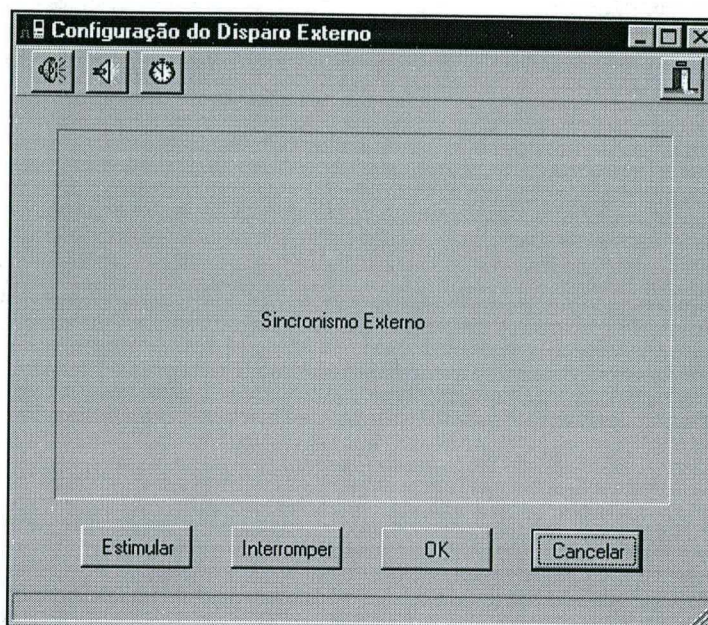 Configuração do Disparo Externo
Sincronismo Externo
Estimular
Interromper
OK
Cancelar